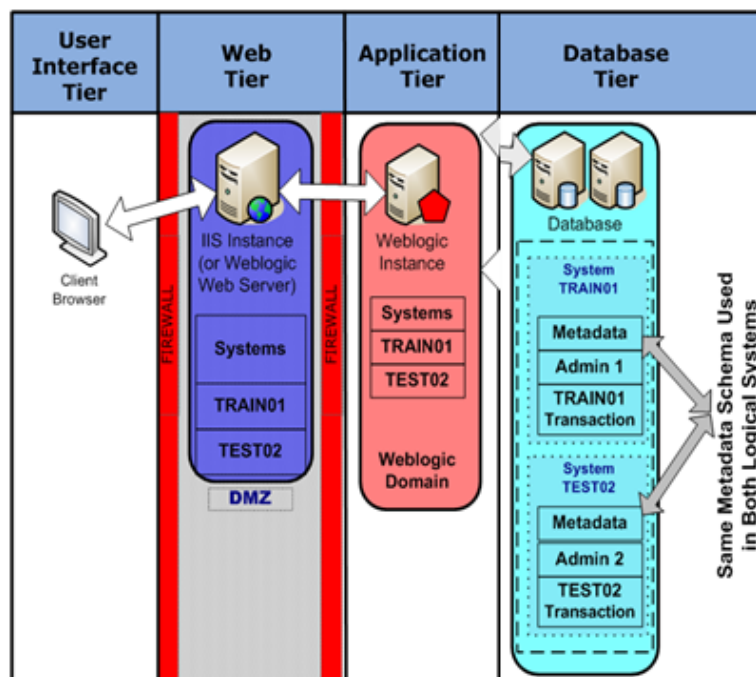 User
Interface
Tier
Web
Tier
Application
Tier
Database
Tier
Client
Browser
FIREWALL
IIS Instance
(or Weblogic
Web Server)
Systems
TRAIN01
TEST02
DMZ
FIREWALL
Weblogic
Instance
Systems
TRAIN01
TEST02
Weblogic
Domain
Database
System
TRAIN01
Metadata
Admin 1
TRAIN01
Transaction
System
TEST02
Metadata
Admin 2
TEST02
Transaction
Same Metadata Schema Used
in Both Logical Systems